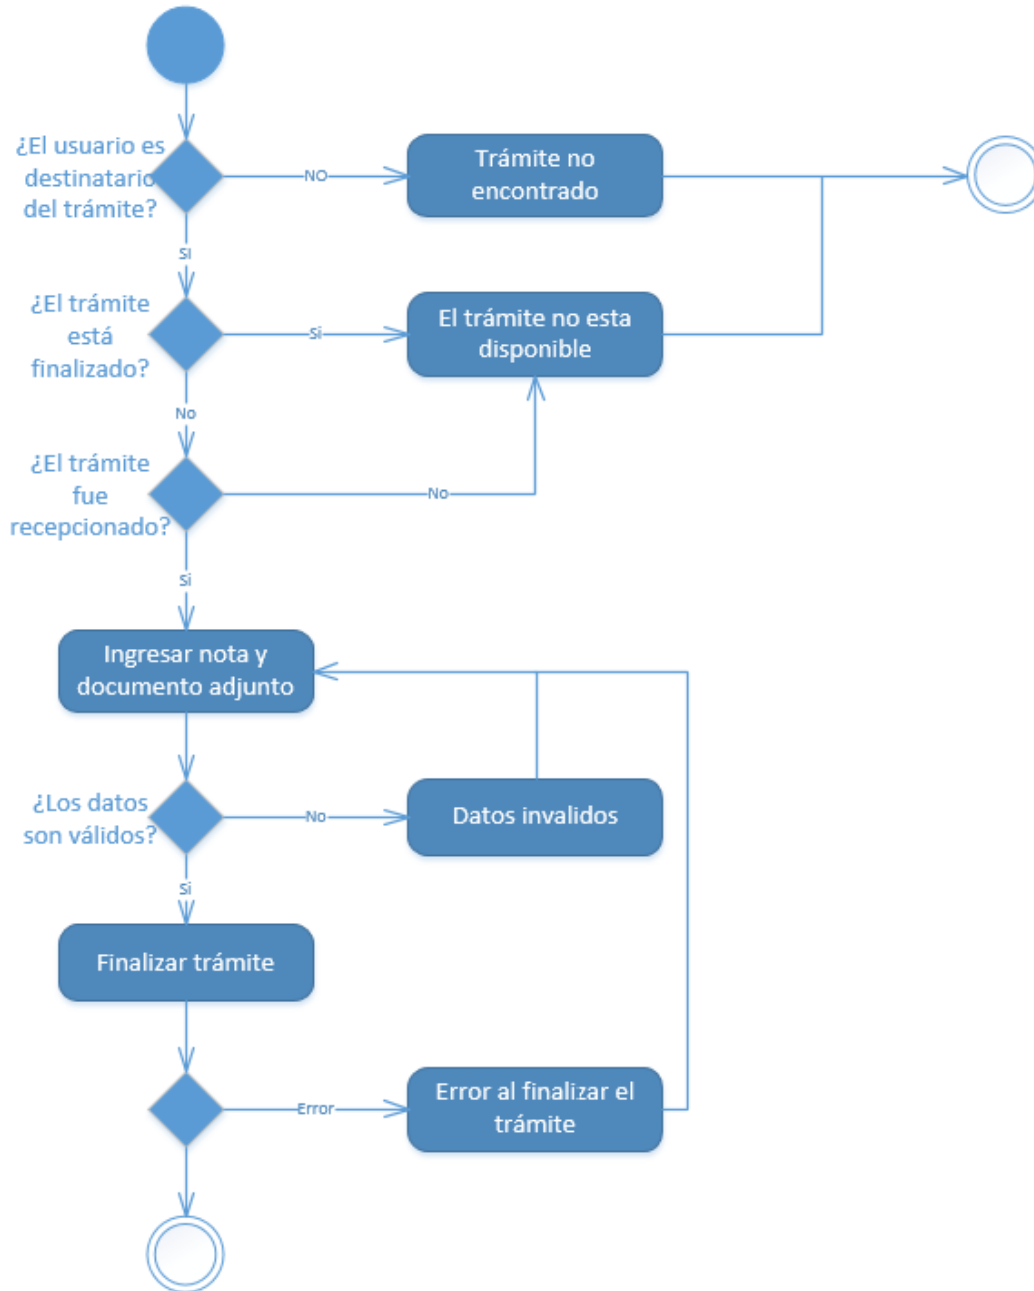 ¿El usuario es
destinatario
del trámite?
NO
Trámite no
encontrado
Si
¿El trámite
está
finalizado?
Si
El trámite no esta
disponible
No
¿El trámite
fue
recepcionado?
No
Si
Ingresar nota y
documento adjunto
¿Los datos
son válidos?
No
Datos invalidos
Si
Finalizar trámite
Error
Error al finalizar el
trámite